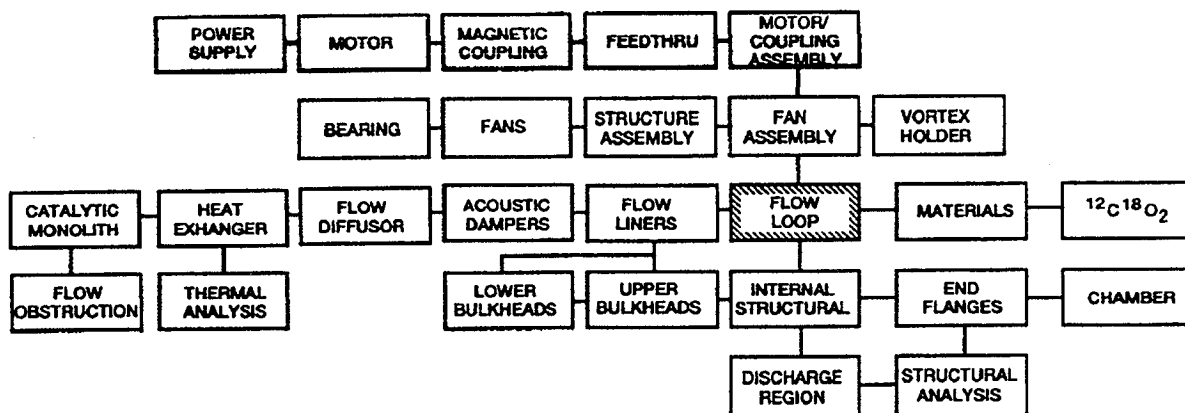 POWER SUPPLY
MOTOR
MAGNETIC COUPLING
FEEDTHRU
MOTOR/ COUPLING ASSEMBLY
BEARING
FANS
STRUCTURE ASSEMBLY
FAN ASSEMBLY
VORTEX HOLDER
CATALYTIC MONOLITH
HEAT EXHANGER
FLOW DIFFUSOR
ACOUSTIC DAMPERS
FLOW LINERS
FLOW LOOP
MATERIALS
¹²C¹⁸O₂
FLOW OBSTRUCTION
THERMAL ANALYSIS
LOWER BULKHEADS
UPPER BULKHEADS
INTERNAL STRUCTURAL
END FLANGES
CHAMBER
DISCHARGE REGION
STRUCTURAL ANALYSIS